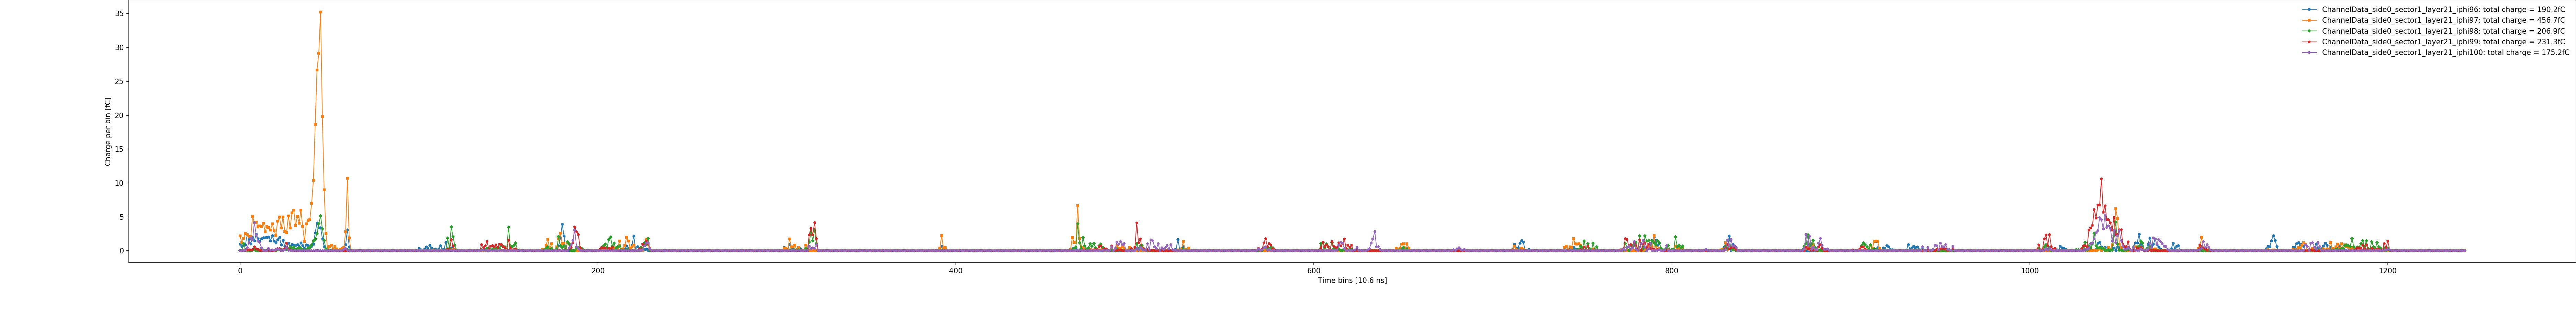 35
30
25
20
15
10
5
0
Charge per bin [fC]
ChannelData_side0_sector1_layer21_iphi96: total charge = 190.2fC
ChannelData_side0_sector1_layer21_iphi97: total charge = 456.7fC
ChannelData_side0_sector1_layer21_iphi98: total charge = 206.9fC
ChannelData_side0_sector1_layer21_iphi99: total charge = 231.3fC
ChannelData_side0_sector1_layer21_iphi100: total charge = 175.2fC
0 200 400 600 800 1000 1200
Time bins [10.6 ns]